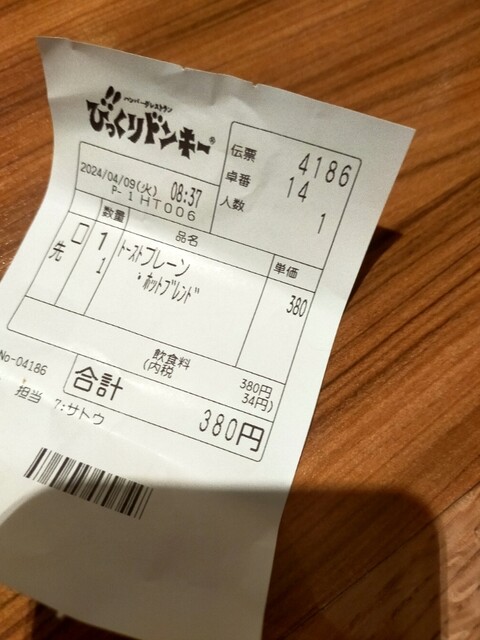 ハンバーグレストラン
びっくりドンキー®
伝票 4186
卓番 14
人数 1
2024/04/09(火) 08:37
P-1HT006
数量 品名 単価
先 □ 1 トーストプレーン 380
1 *ホットブレンド
飲食料 380円
(内税 34円)
合計 380円
No-04186
担当 7:サトウ